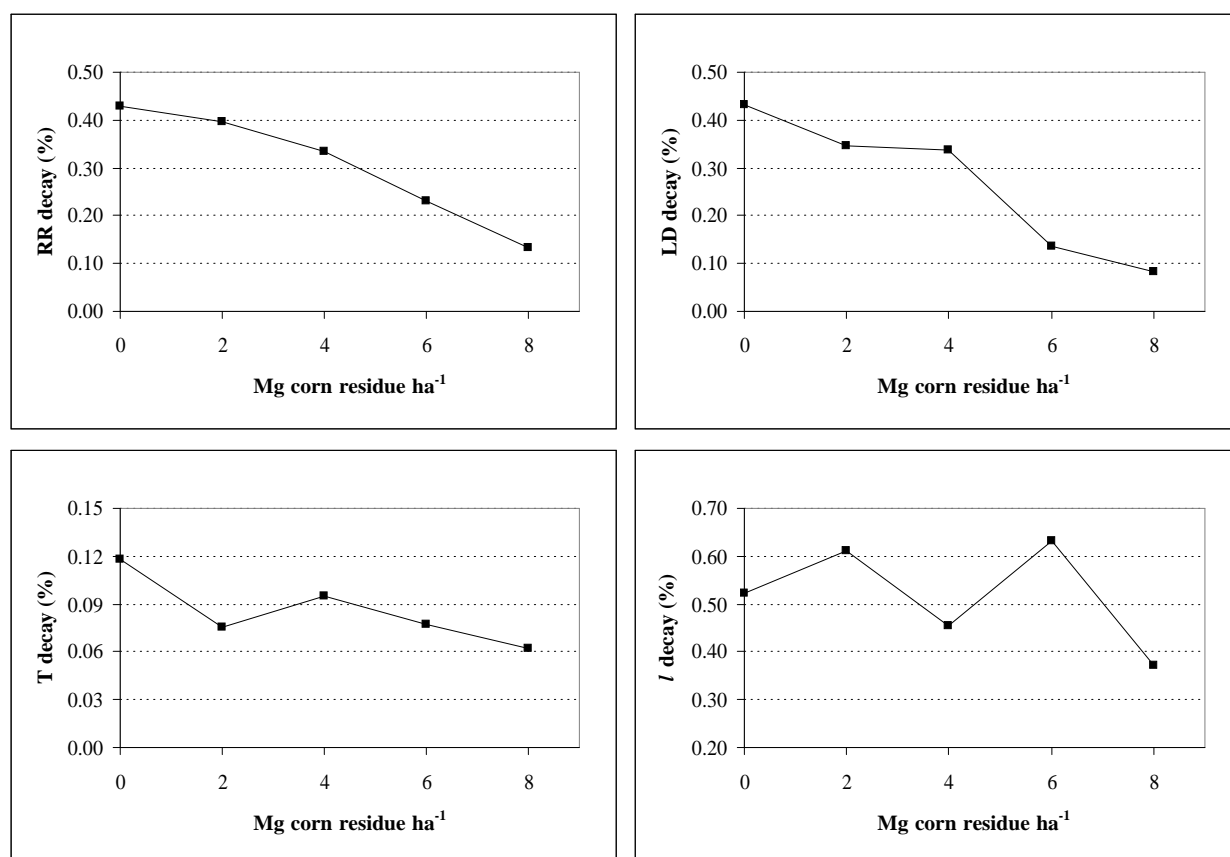 RR decay (%)
0.50
0.40
0.30
0.20
0.10
0.00
0 2 4 6 8
Mg corn residue ha⁻¹
LD decay (%)
0.50
0.40
0.30
0.20
0.10
0.00
0 2 4 6 8
Mg corn residue ha⁻¹
T decay (%)
0.15
0.12
0.09
0.06
0.03
0.00
0 2 4 6 8
Mg corn residue ha⁻¹
l decay (%)
0.70
0.60
0.50
0.40
0.30
0.20
0 2 4 6 8
Mg corn residue ha⁻¹